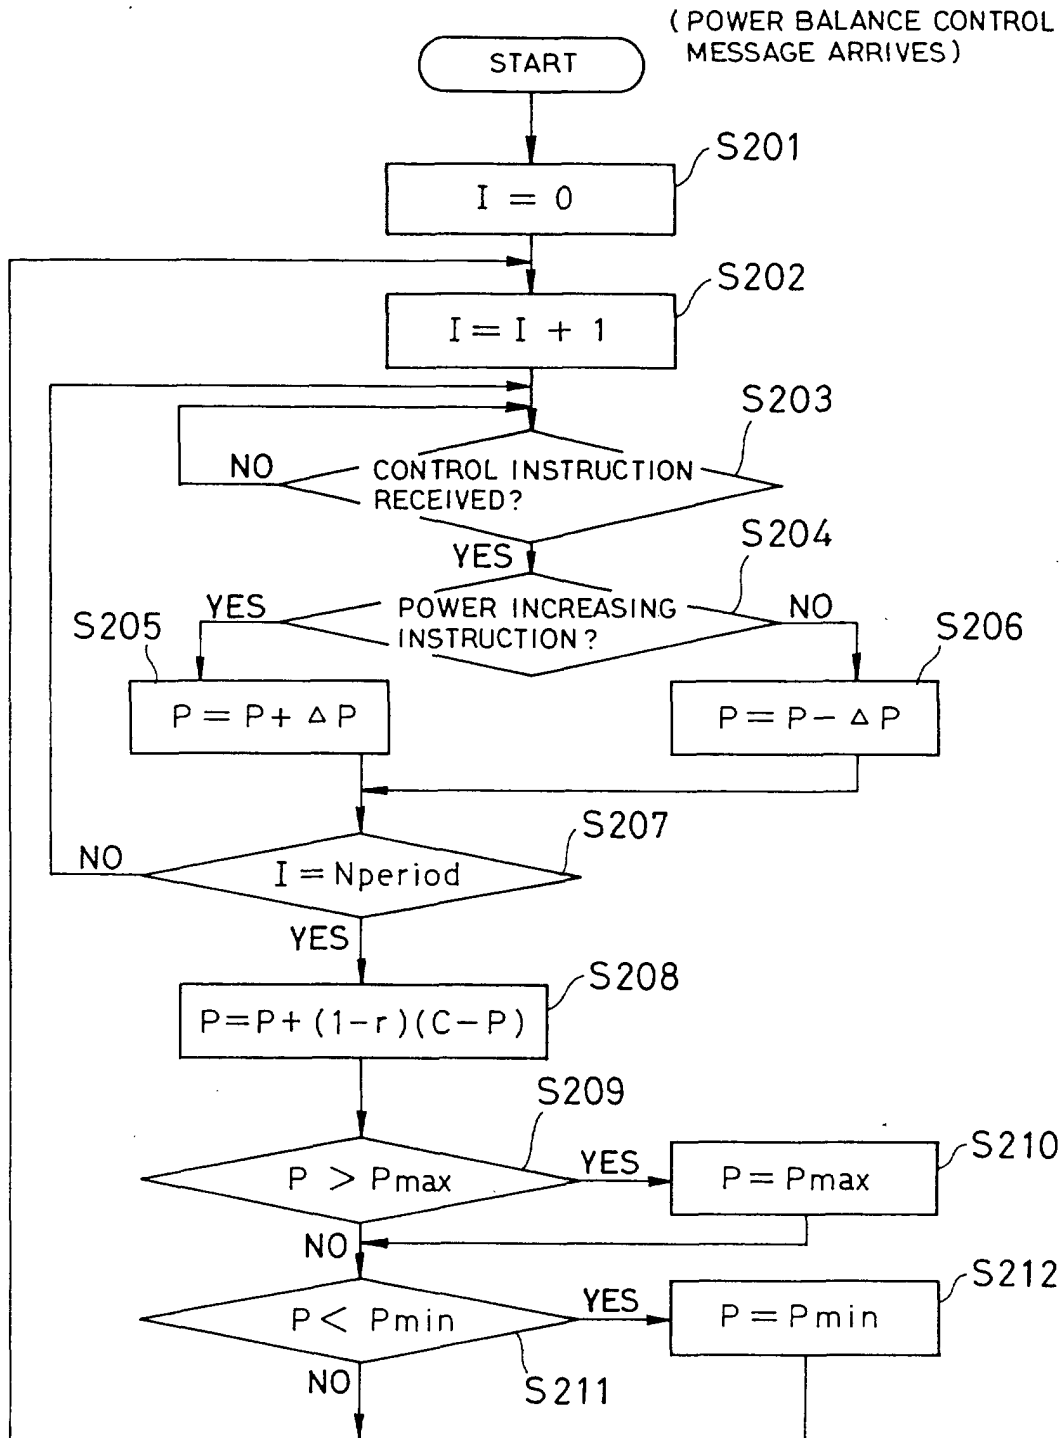 (POWER BALANCE CONTROL
MESSAGE ARRIVES)
START
S201
I = 0
S202
I = I + 1
S203
NO
CONTROL INSTRUCTION
RECEIVED?
YES
S204
YES
POWER INCREASING
INSTRUCTION?
NO
S205
S206
P = P + △P
P = P - △P
S207
NO
I = Nperiod
YES
S208
P=P+(1-r)(C-P)
S209
P > Pmax
YES
S210
P = Pmax
NO
S212
P < Pmin
YES
P = Pmin
NO
S211